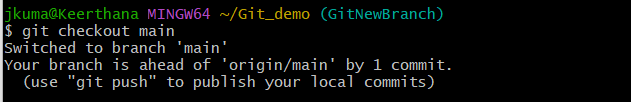 jkuma@Keerthana MINGW64 ~/Git_demo (GitNewBranch)
$ git checkout main
Switched to branch 'main'
Your branch is ahead of 'origin/main' by 1 commit.
  (use "git push" to publish your local commits)